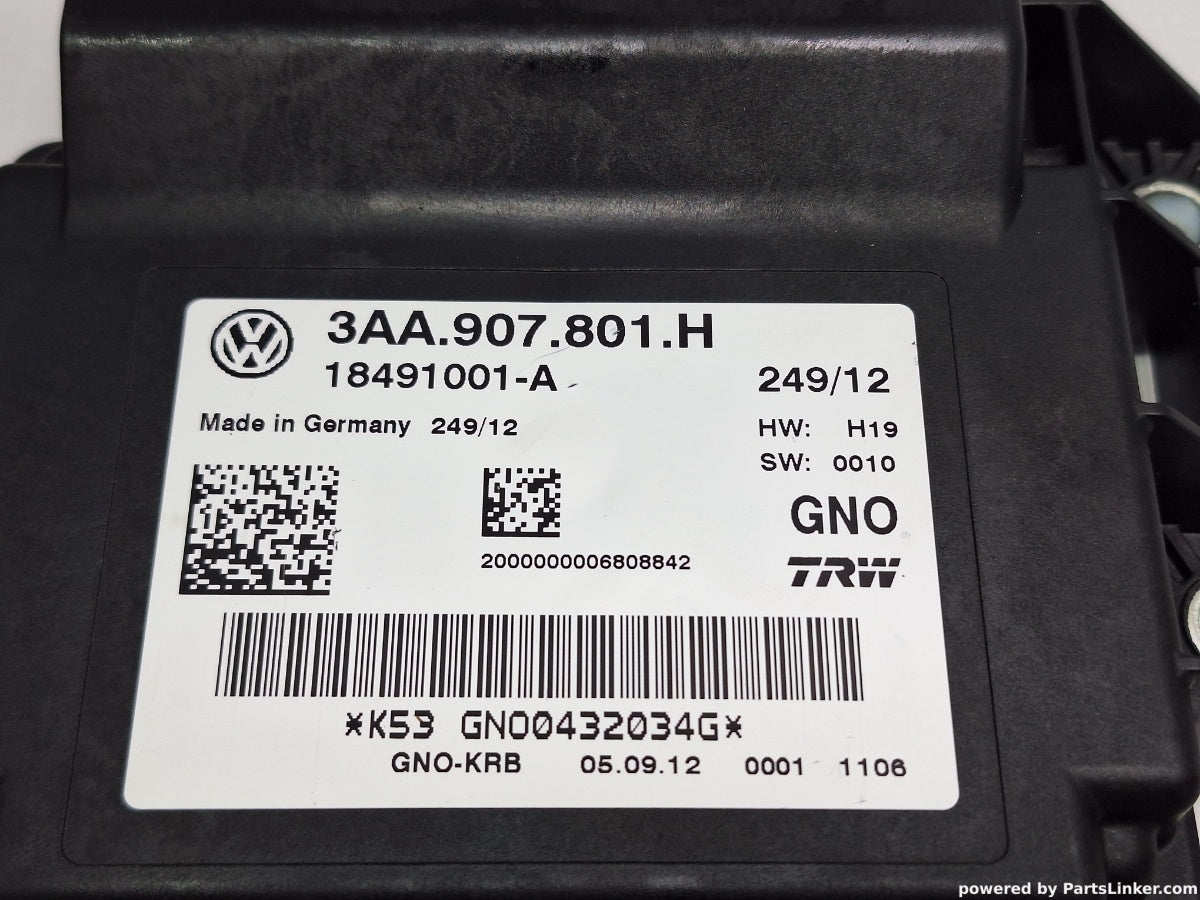 3AA.907.801.H
18491001-A
249/12
Made in Germany 249/12
HW: H19
SW: 0010
GNO
2000000006808842
TRW
*K53 GNO0432034G*
GNO-KRB 05.09.12 0001 1106
powered by PartsLinker.com